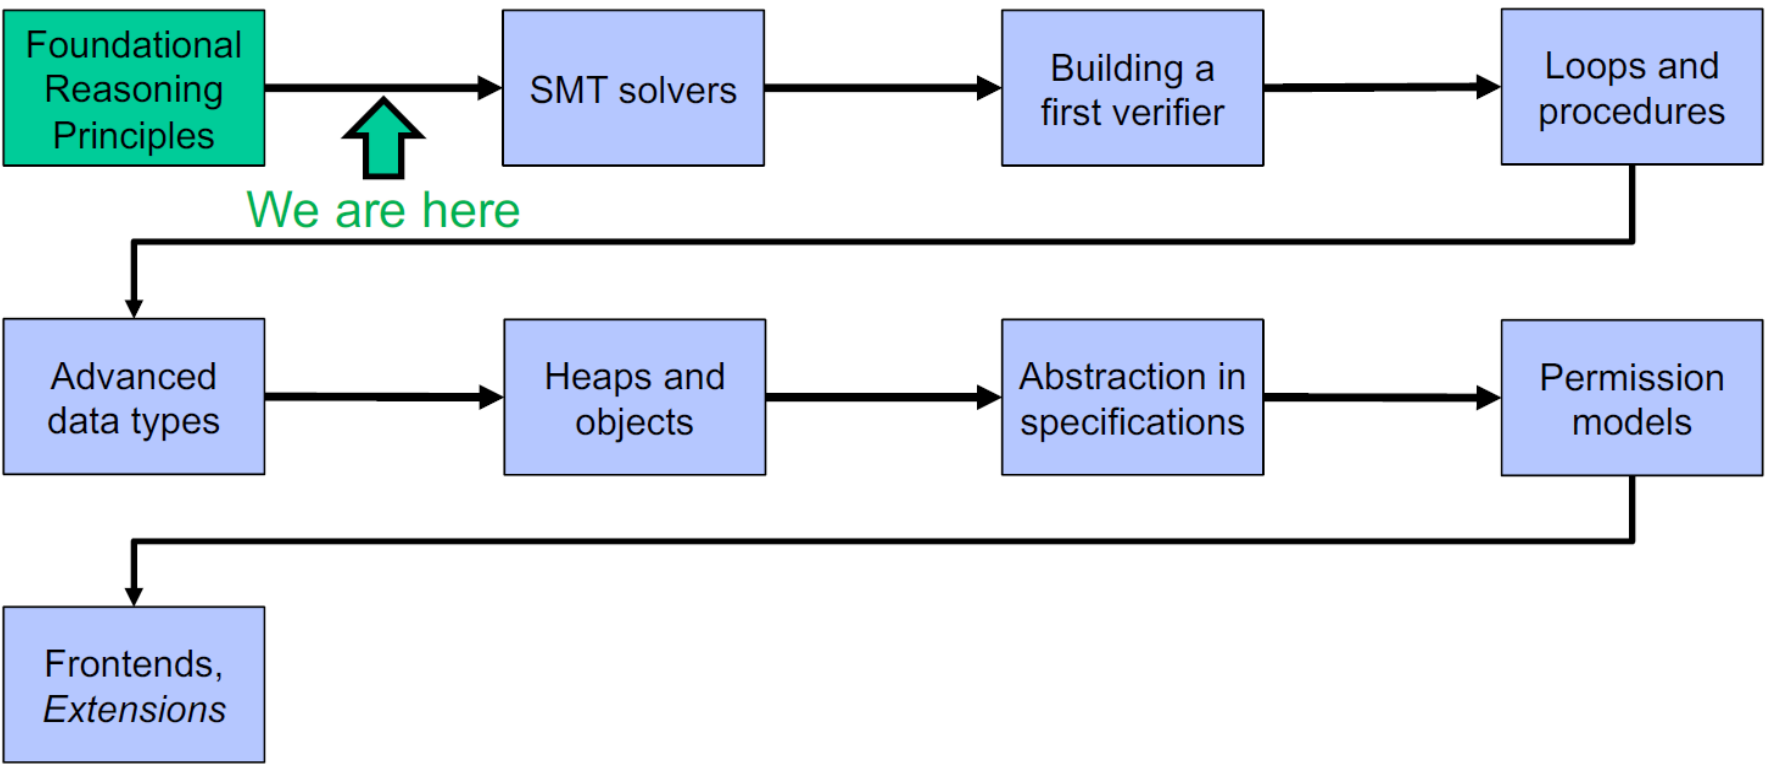 Foundational
Reasoning
Principles
SMT solvers
Building a
first verifier
Loops and
procedures
We are here
Advanced
data types
Heaps and
objects
Abstraction in
specifications
Permission
models
Frontends,
Extensions